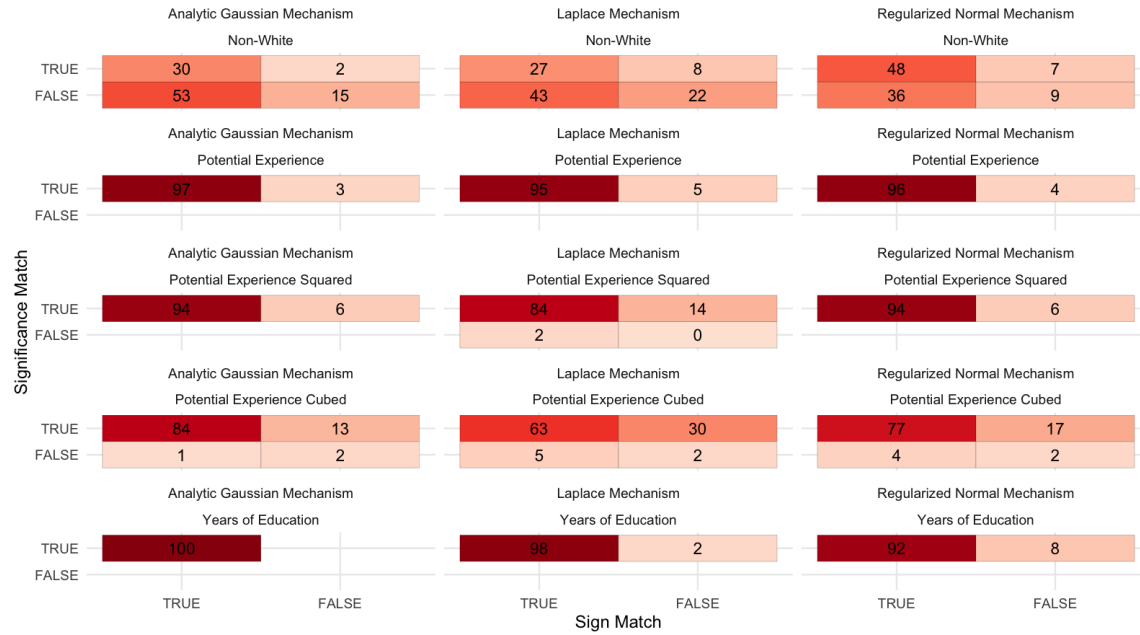 Analytic Gaussian Mechanism Laplace Mechanism Regularized Normal Mechanism
Non-White Non-White Non-White
TRUE 30 2 27 8 48 7
FALSE 53 15 43 22 36 9
Analytic Gaussian Mechanism Laplace Mechanism Regularized Normal Mechanism
Potential Experience Potential Experience Potential Experience
TRUE 97 3 95 5 96 4
FALSE
Analytic Gaussian Mechanism Laplace Mechanism Regularized Normal Mechanism
Potential Experience Squared Potential Experience Squared Potential Experience Squared
TRUE 94 6 84 14 94 6
FALSE 2 0
Significance Match
Analytic Gaussian Mechanism Laplace Mechanism Regularized Normal Mechanism
Potential Experience Cubed Potential Experience Cubed Potential Experience Cubed
TRUE 84 13 63 30 77 17
FALSE 1 2 5 2 4 2
Analytic Gaussian Mechanism Laplace Mechanism Regularized Normal Mechanism
Years of Education Years of Education Years of Education
TRUE 100 98 2 92 8
FALSE
TRUE FALSE TRUE FALSE TRUE FALSE
Sign Match